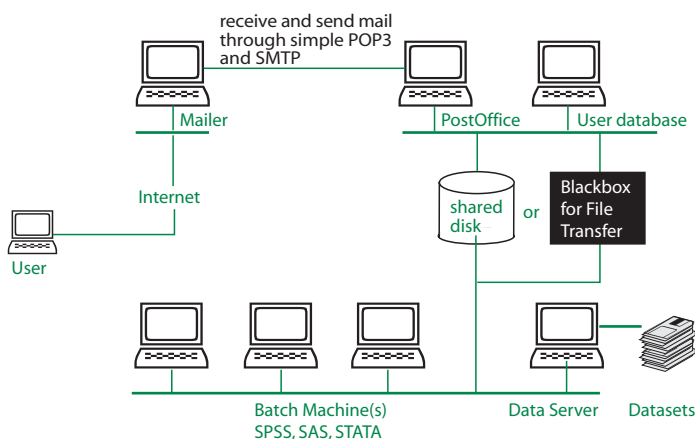 receive and send mail
through simple POP3
and SMTP
Mailer
PostOffice
User database
Internet
shared
disk
or
Blackbox
for File
Transfer
User
Batch Machine(s)
SPSS, SAS, STATA
Data Server
Datasets